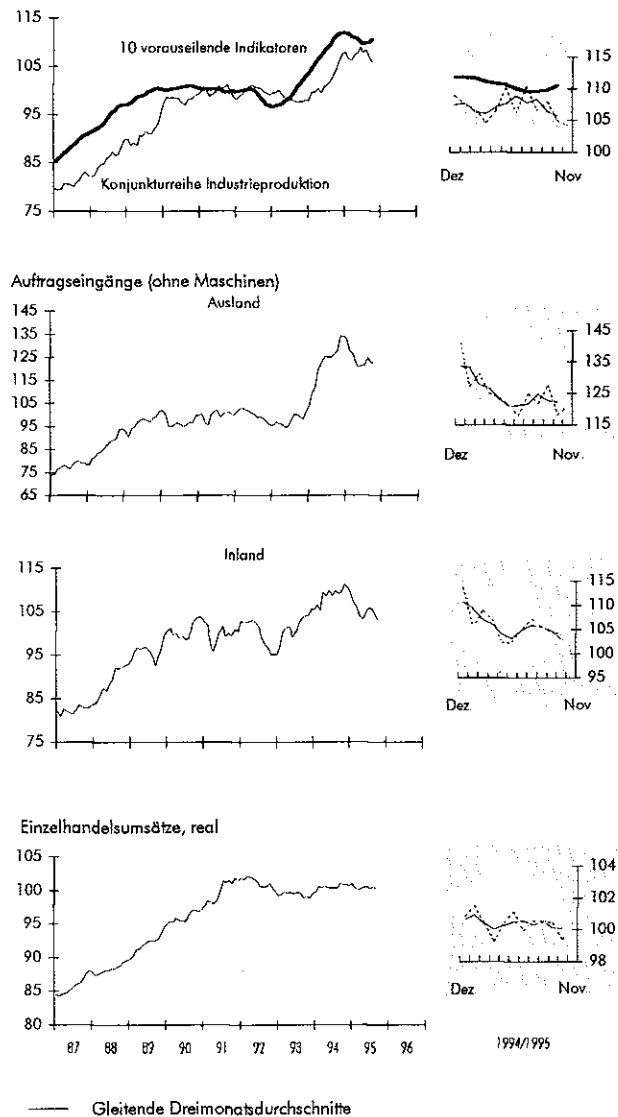 115
10 vorauseilende Indikatoren
105
95
85
Konjunkturreihe Industrieproduktion
75
115
110
105
100
Dez
Nov
Auftragseingänge (ohne Maschinen)
Ausland
145
135
125
115
105
95
85
75
65
145
135
125
115
Dez
Nov.
Inland
115
105
95
85
75
115
110
105
100
95
Dez
Nov
Einzelhandelsumsätze, real
105
100
95
90
85
80
87 88 89 90 91 92 93 94 95 96
104
102
100
98
Dez.
Nov.
1994/1995
Gleitende Dreimonatsdurchschnitte